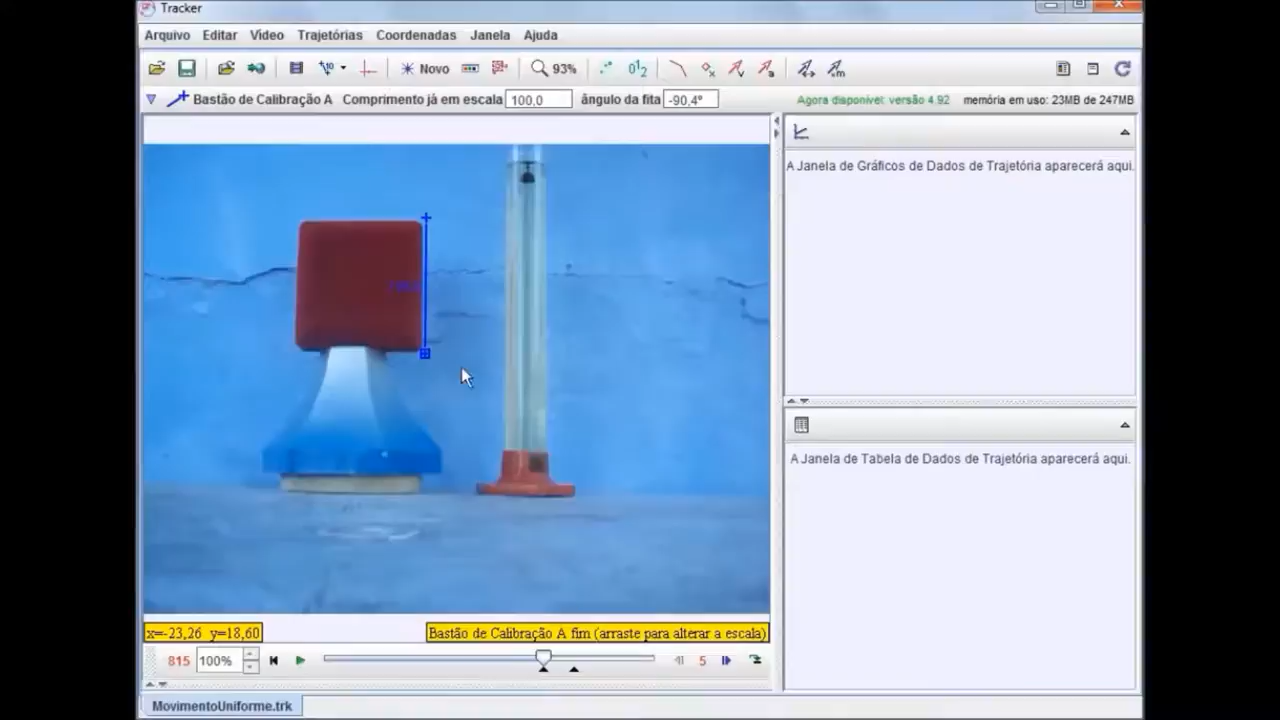 Tracker
Arquivo Editar Vídeo Trajetórias Coordenadas Janela Ajuda
Novo 93%
Bastão de Calibração A Comprimento já em escala 100,0 ângulo da fita -90,4° Agora disponível: versão 4.92 memória em uso: 23MB de 247MB
A Janela de Gráficos de Dados de Trajetória aparecerá aqui.
A Janela de Tabela de Dados de Trajetória aparecerá aqui.
x=-23,26 y=18,60 Bastão de Calibração A fim (arraste para alterar a escala)
815 100% 5
MovimentoUniforme.trk